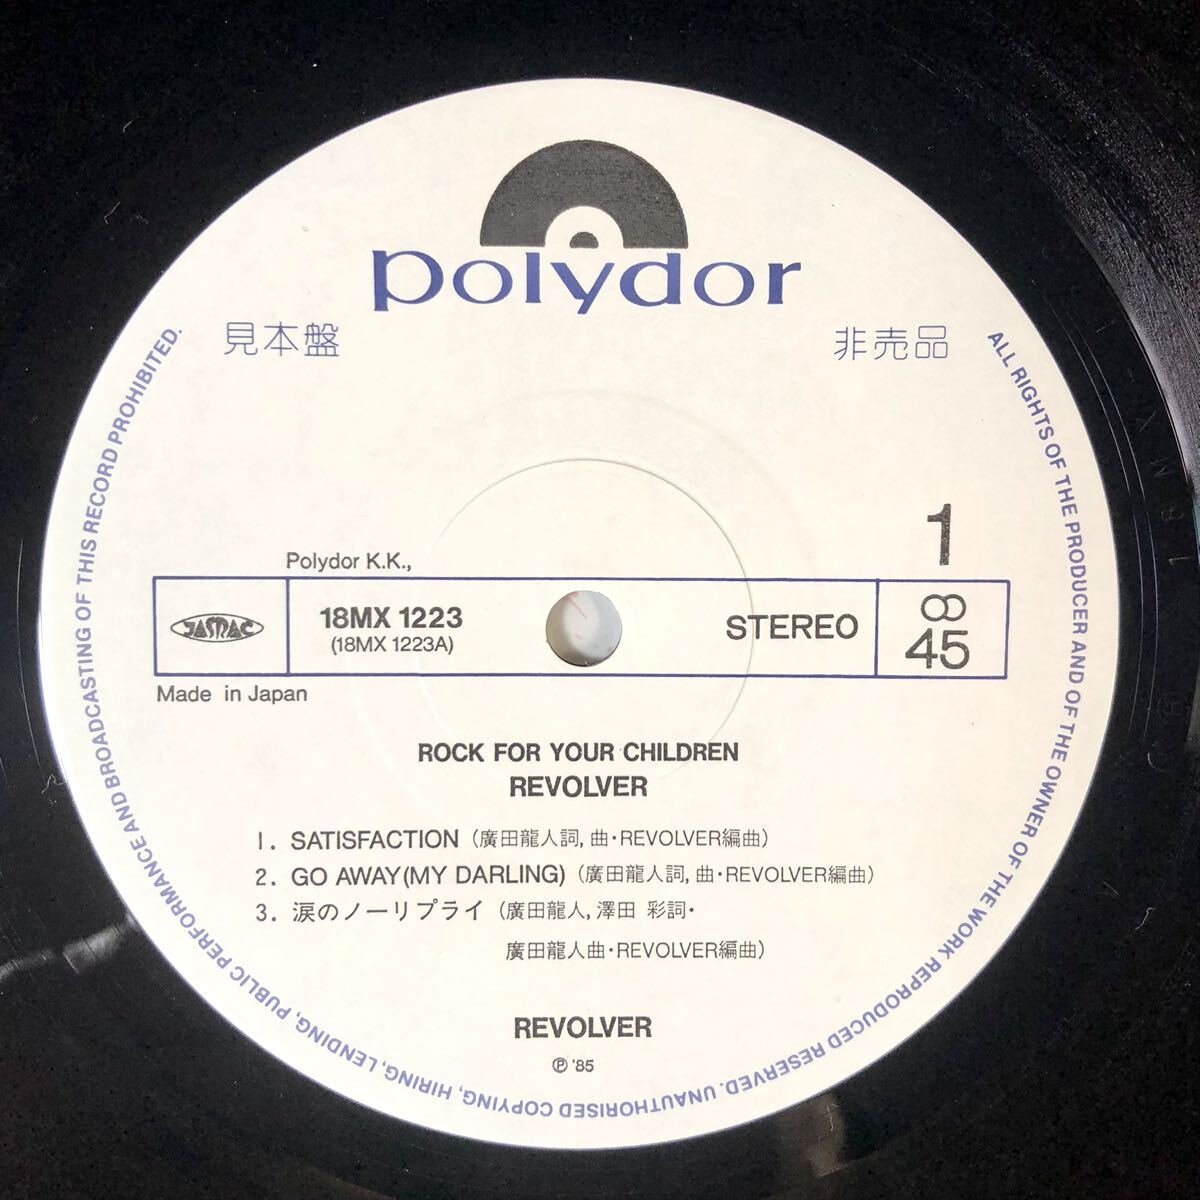 polydor
見本盤
非売品
1
Polydor K.K.,
JASRAC
18MX 1223
(18MX 1223A)
STEREO
∞
45
Made in Japan
ROCK FOR YOUR CHILDREN
REVOLVER
1. SATISFACTION (廣田龍人詞, 曲・REVOLVER編曲)
2. GO AWAY(MY DARLING) (廣田龍人詞, 曲・REVOLVER編曲)
3. 涙のノーリプライ (廣田龍人, 澤田 彩詞・
廣田龍人曲・REVOLVER編曲)
REVOLVER
Ⓟ '85
ALL RIGHTS OF THE PRODUCER AND OF THE OWNER OF THE WORK REPRODUCED RESERVED. UNAUTHORISED COPYING, HIRING, LENDING, PUBLIC PERFORMANCE AND BROADCASTING OF THIS RECORD PROHIBITED.